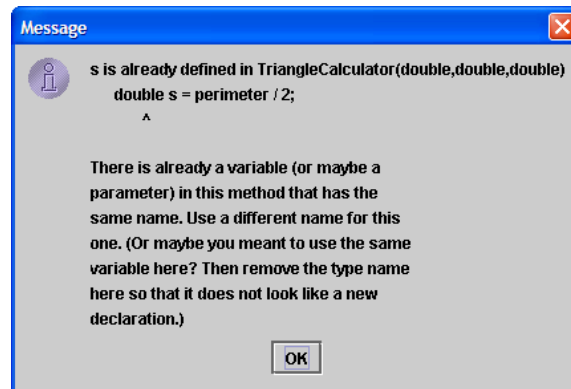 Message
s is already defined in TriangleCalculator(double,double,double)
double s = perimeter / 2;
^
There is already a variable (or maybe a
parameter) in this method that has the
same name. Use a different name for this
one. (Or maybe you meant to use the same
variable here? Then remove the type name
here so that it does not look like a new
declaration.)
OK